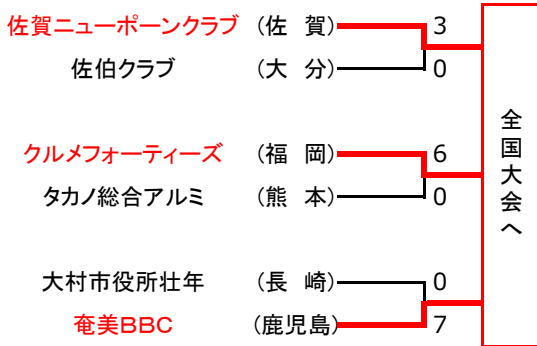 佐賀ニューポーンクラブ (佐 賀) 3
佐伯クラブ (大 分) 0
クルメフォーティーズ (福 岡) 6
タカノ総合アルミ (熊 本) 0
大村市役所壮年 (長 崎) 0
奄美BBC (鹿児島) 7
全国大会へ